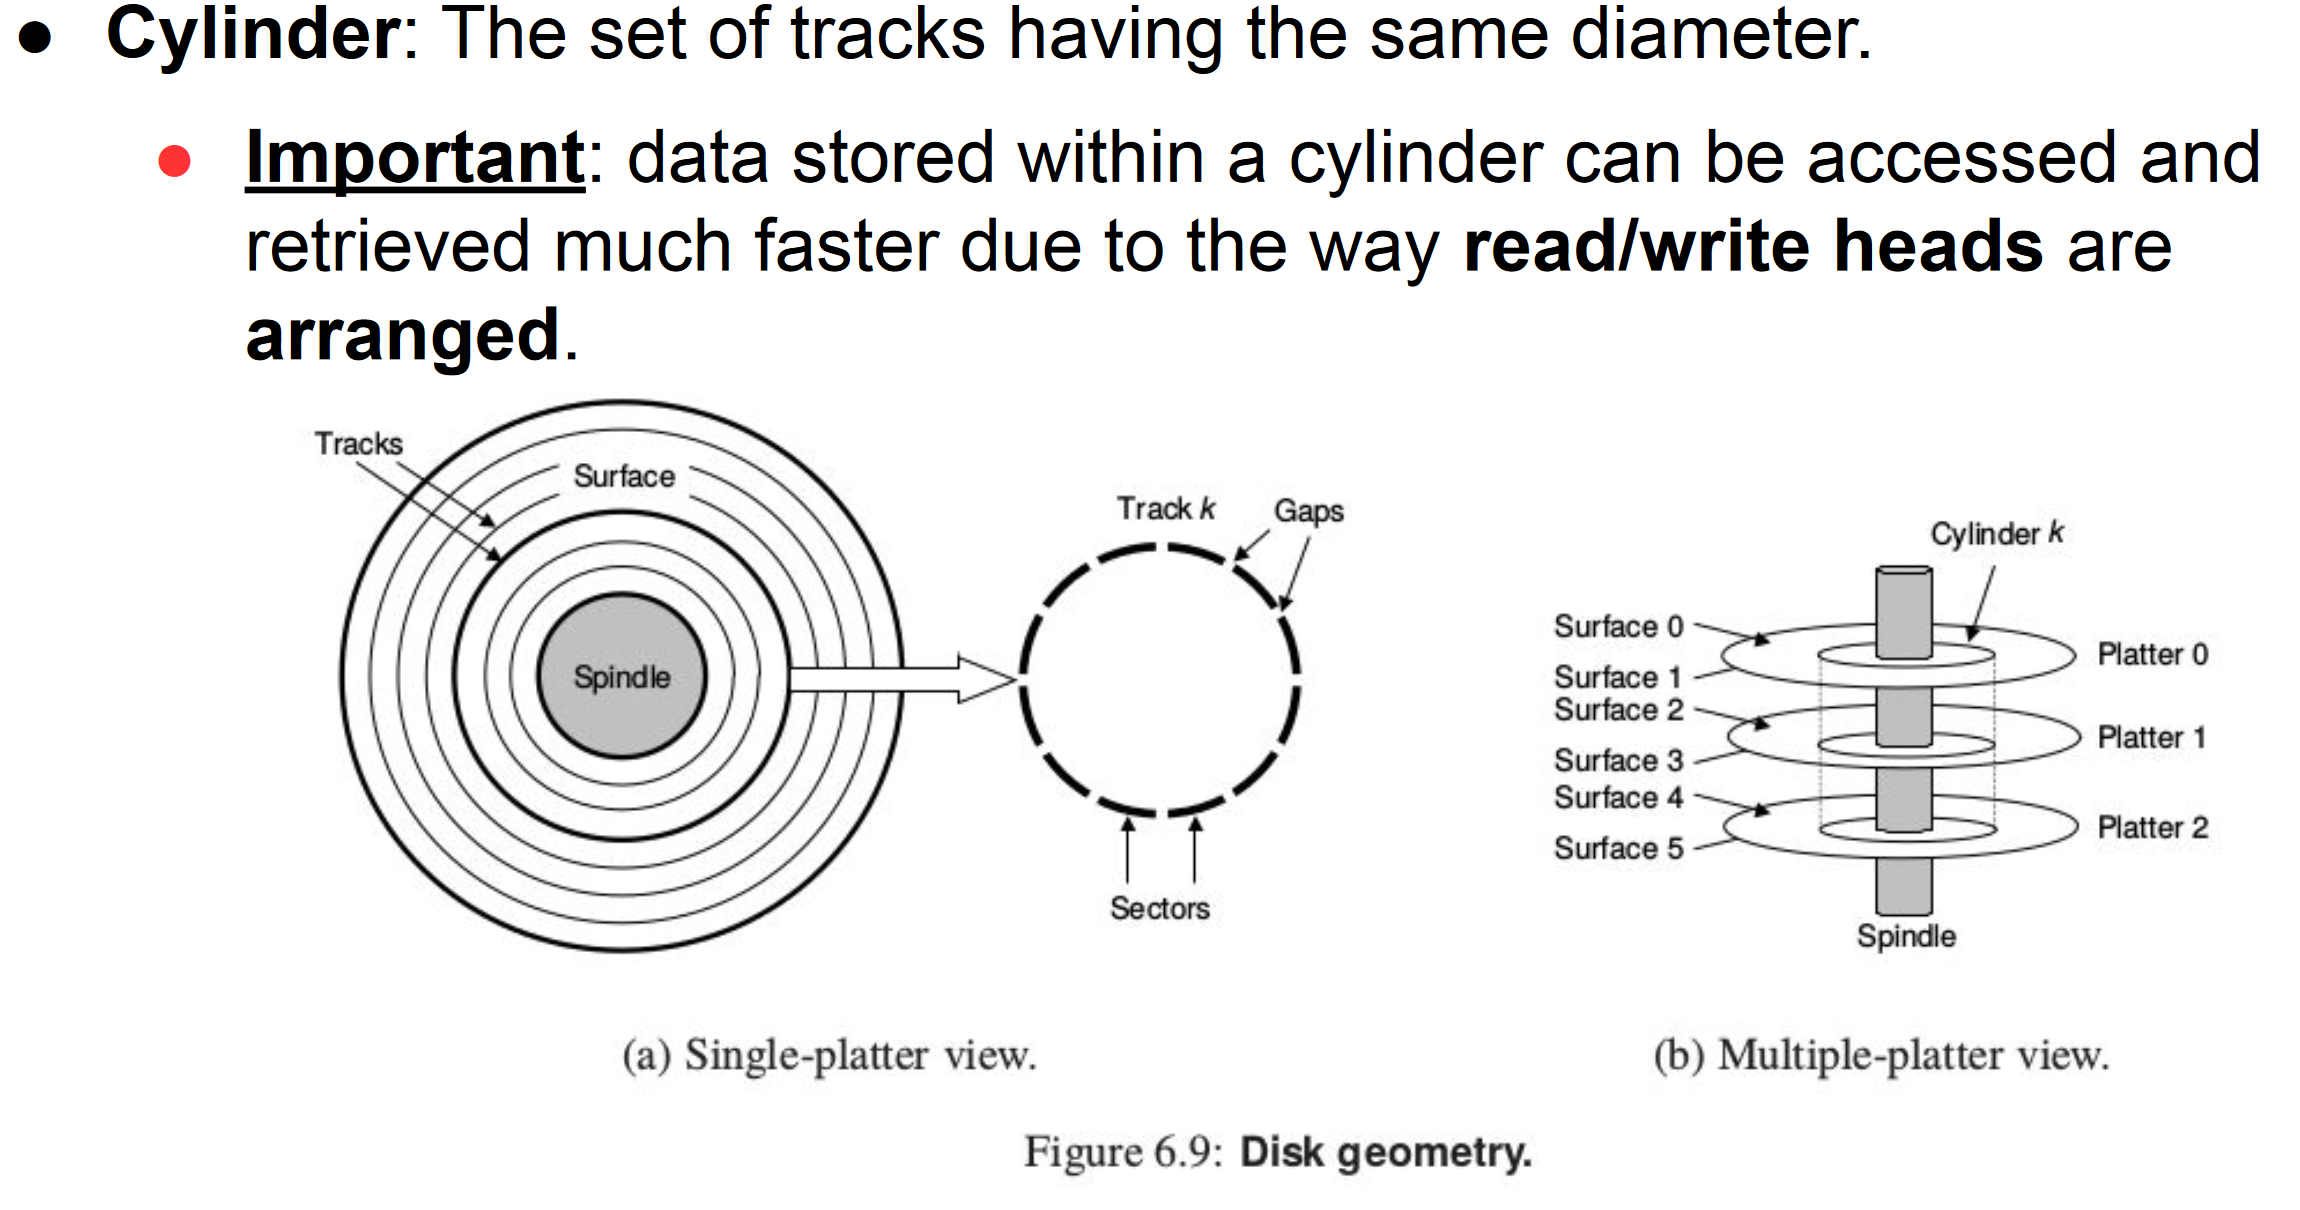 ● Cylinder: The set of tracks having the same diameter.
● Important: data stored within a cylinder can be accessed and
retrieved much faster due to the way read/write heads are
arranged.
Tracks
Surface
Spindle
Track k
Gaps
Sectors
Cylinder k
Surface 0
Surface 1
Surface 2
Surface 3
Surface 4
Surface 5
Platter 0
Platter 1
Platter 2
Spindle
(a) Single-platter view.
(b) Multiple-platter view.
Figure 6.9: Disk geometry.